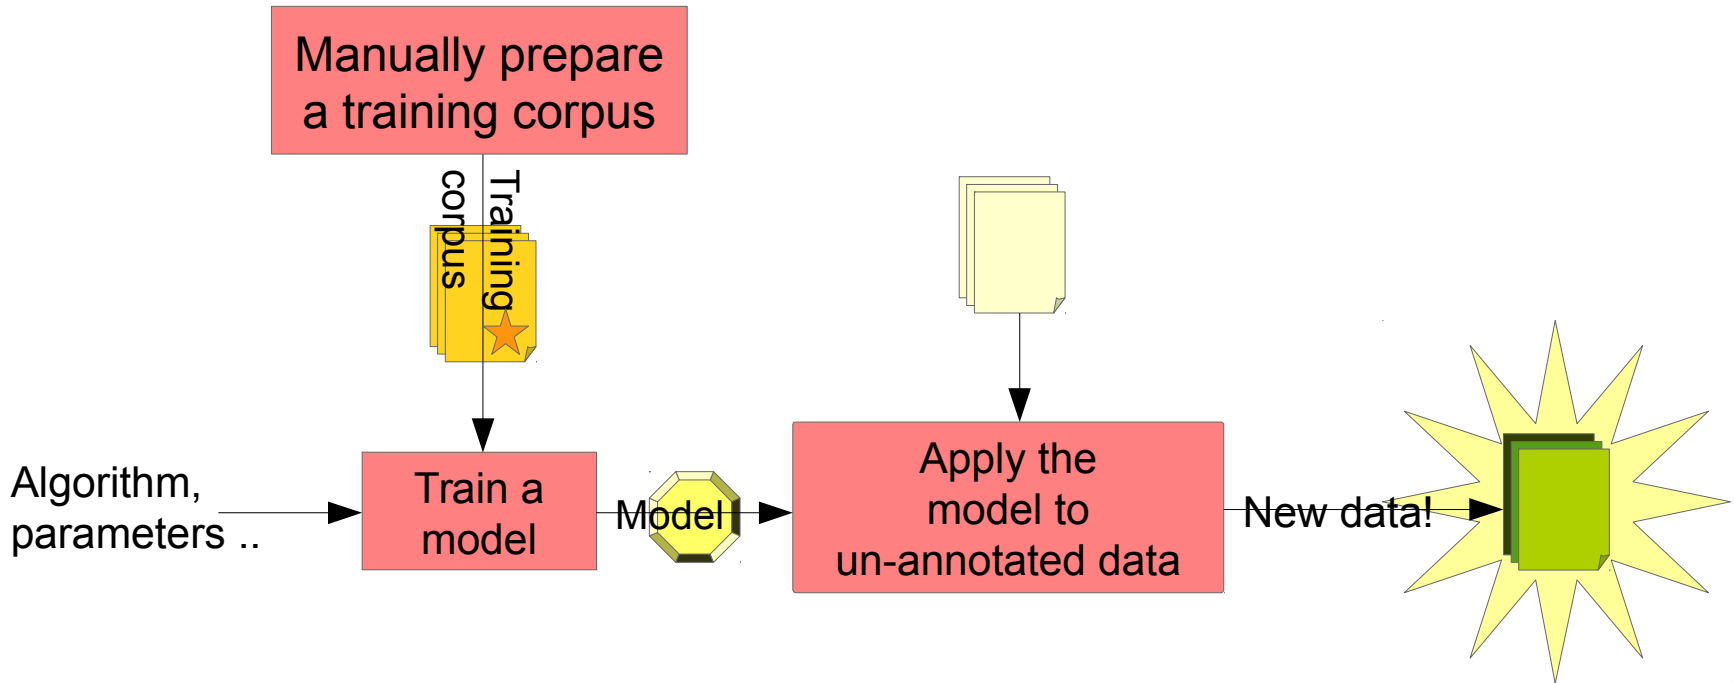 Manually prepare
a training corpus
Training
corpus
Algorithm,
parameters ..
Train a
model
Model
Apply the
model to
un-annotated data
New data!